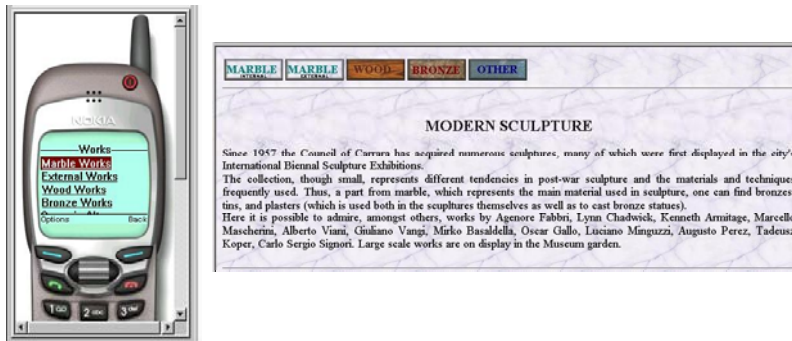 NOKIA
Works
Marble Works
External Works
Wood Works
Bronze Works
Options Back
1
2 abc 3 def
MARBLE INTERNAL MARBLE EXTERNAL WOOD BRONZE OTHER
MODERN SCULPTURE
Since 1957 the Council of Carrara has acquired numerous sculptures, many of which were first displayed in the city's
International Biennal Sculpture Exhibitions.
The collection, though small, represents different tendencies in post-war sculpture and the materials and techniques
frequently used. Thus, a part from marble, which represents the main material used in sculpture, one can find bronzes,
tins, and plasters (which is used both in the scupltures themselves as well as to cast bronze statues).
Here it is possible to admire, amongst others, works by Agenore Fabbri, Lynn Chadwick, Kenneth Armitage, Marcello
Mascherini, Alberto Viani, Giuliano Vangi, Mirko Basaldella, Oscar Gallo, Luciano Minguzzi, Augusto Perez, Tadeusz
Koper, Carlo Sergio Signori. Large scale works are on display in the Museum garden.